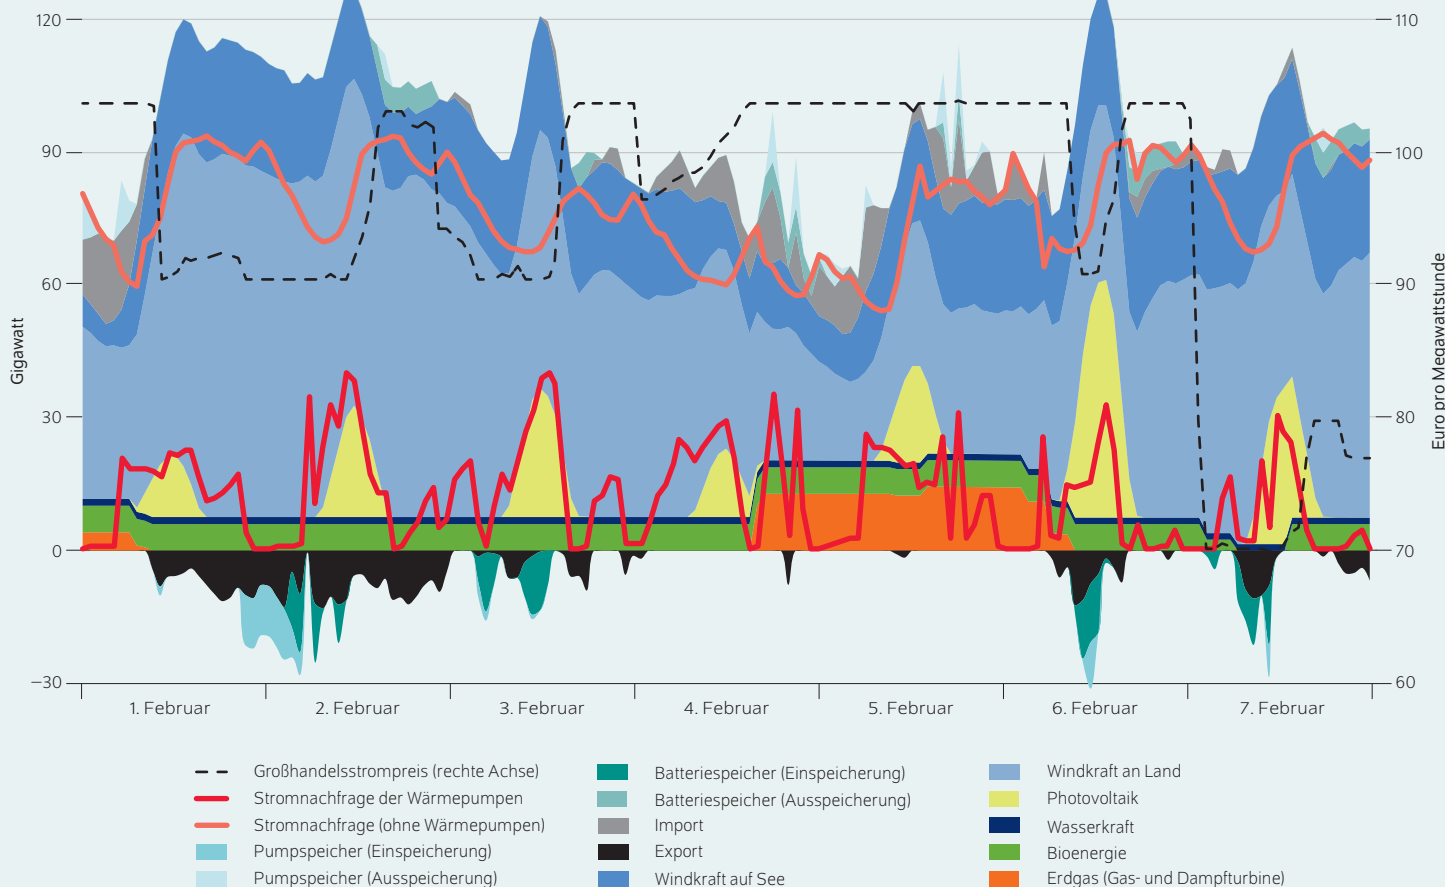 120
110
90
100
60
90
30
80
0
70
−30
60
Gigawatt
Euro pro Megawattstunde
1. Februar
2. Februar
3. Februar
4. Februar
5. Februar
6. Februar
7. Februar
Großhandelsstrompreis (rechte Achse)
Stromnachfrage der Wärmepumpen
Stromnachfrage (ohne Wärmepumpen)
Pumpspeicher (Einspeicherung)
Pumpspeicher (Ausspeicherung)
Batteriespeicher (Einspeicherung)
Batteriespeicher (Ausspeicherung)
Import
Export
Windkraft auf See
Windkraft an Land
Photovoltaik
Wasserkraft
Bioenergie
Erdgas (Gas- und Dampfturbine)